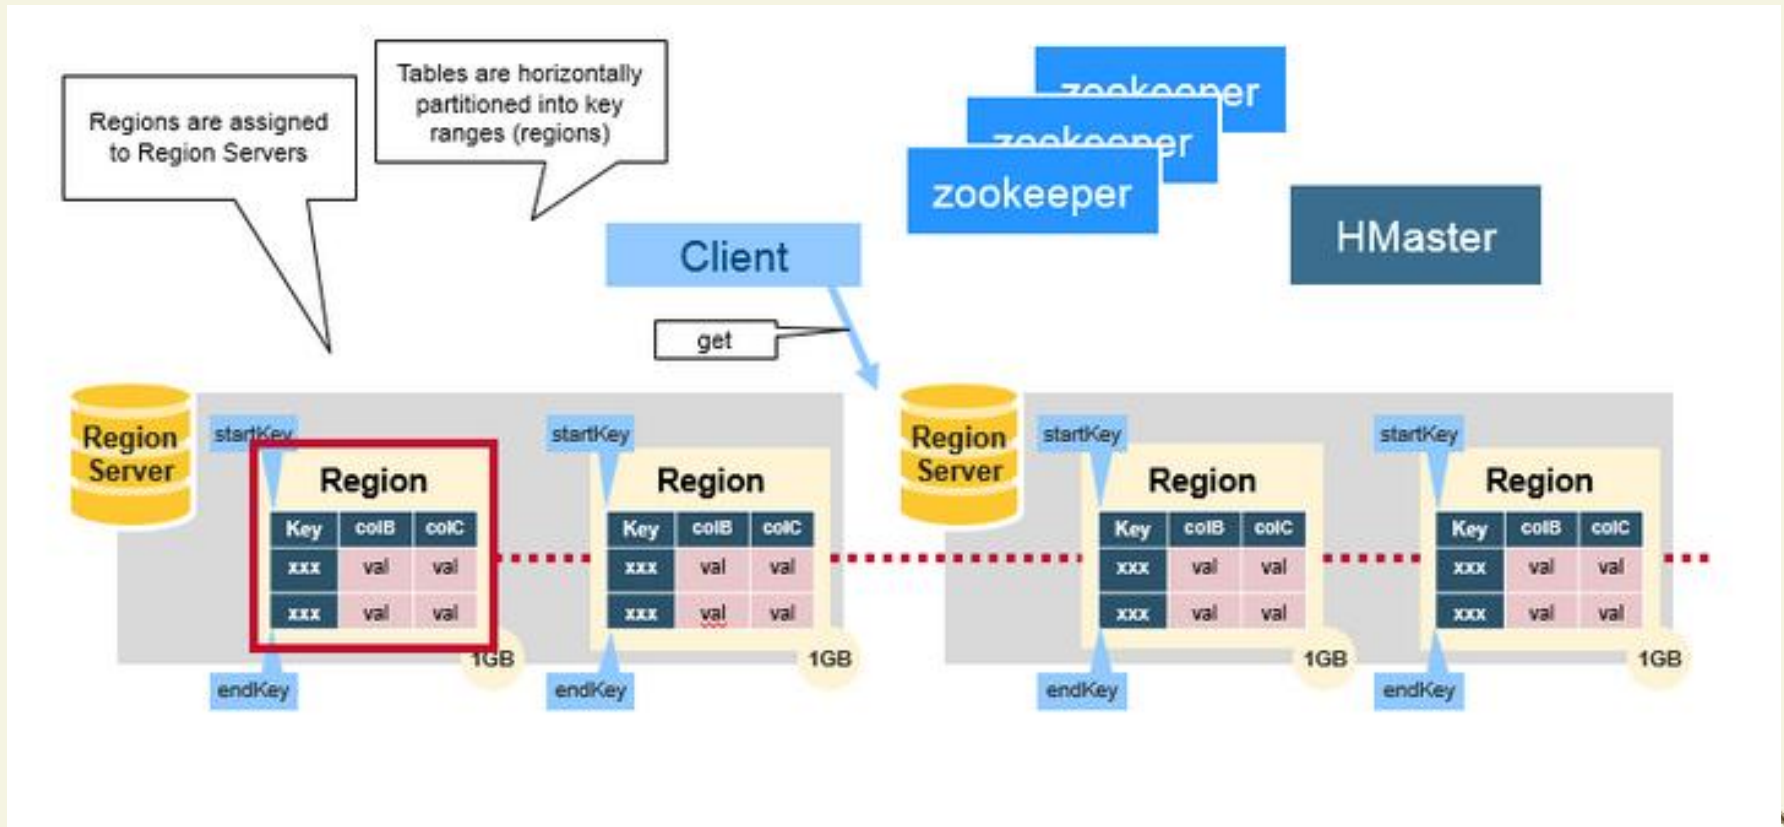 Regions are assigned
to Region Servers
Tables are horizontally
partitioned into key
ranges (regions)
zookeeper
zookeeper
zookeeper
HMaster
Client
get
Region
Server
startKey
Region
Key colB colC
xxx val val
xxx val val
1GB
endKey
startKey
Region
Key colB colC
xxx val val
xxx val val
1GB
endKey
Region
Server
startKey
Region
Key colB colC
xxx val val
xxx val val
1GB
endKey
startKey
Region
Key colB colC
xxx val val
xxx val val
1GB
endKey